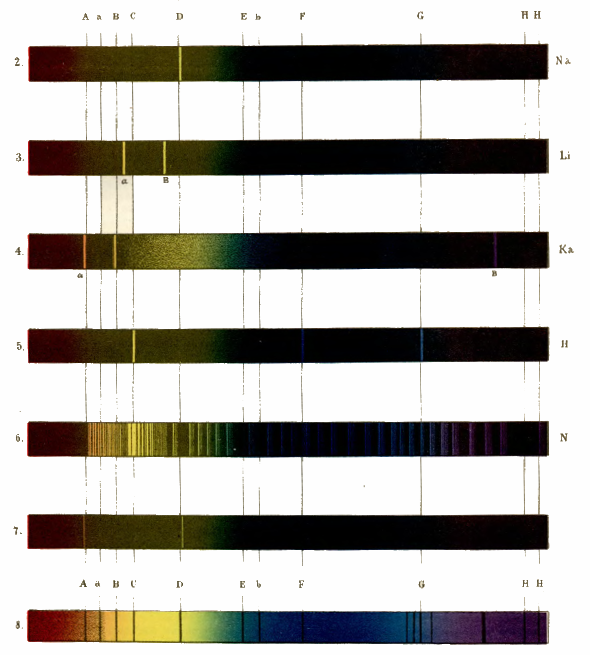 A a B C D E b F G H H
2. Na
3. Li
a B
4. Ka
a B
5. H
6. N
7.
A a B C D E b F G H H
8.